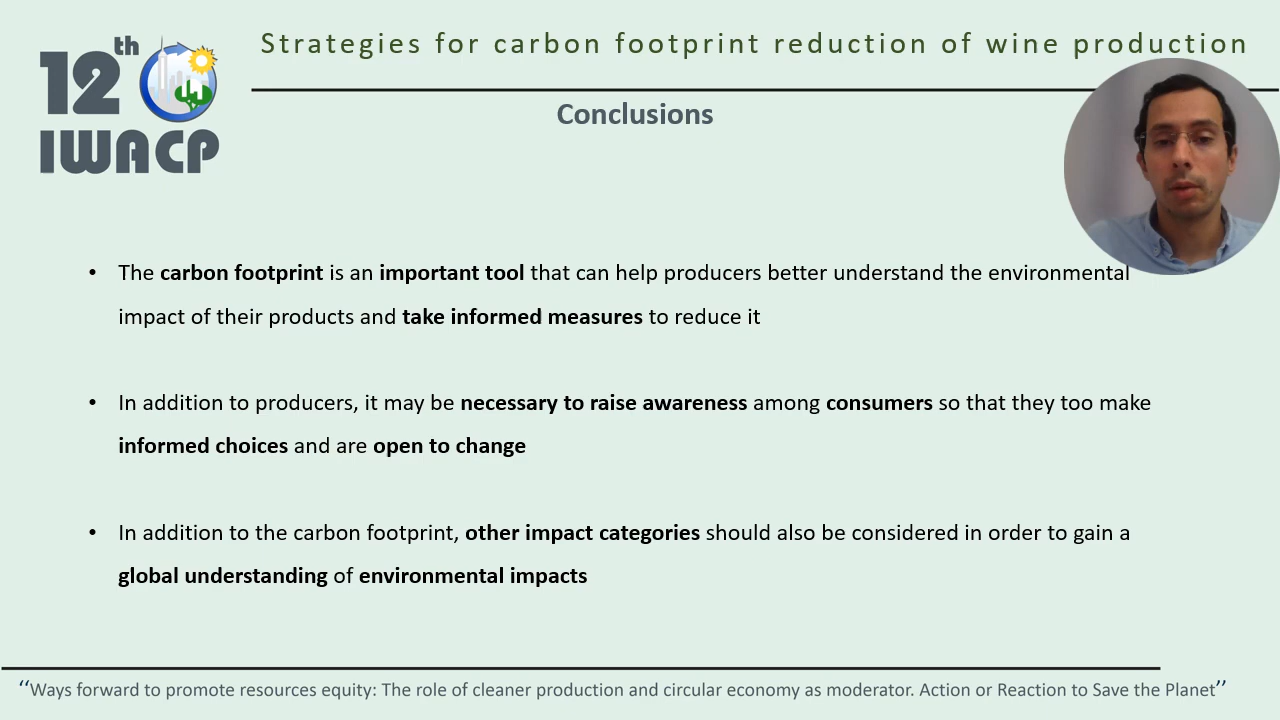 12th
IWACP
Strategies for carbon footprint reduction of wine production
Conclusions
• The carbon footprint is an important tool that can help producers better understand the environmental
impact of their products and take informed measures to reduce it
• In addition to producers, it may be necessary to raise awareness among consumers so that they too make
informed choices and are open to change
• In addition to the carbon footprint, other impact categories should also be considered in order to gain a
global understanding of environmental impacts
“Ways forward to promote resources equity: The role of cleaner production and circular economy as moderator. Action or Reaction to Save the Planet”